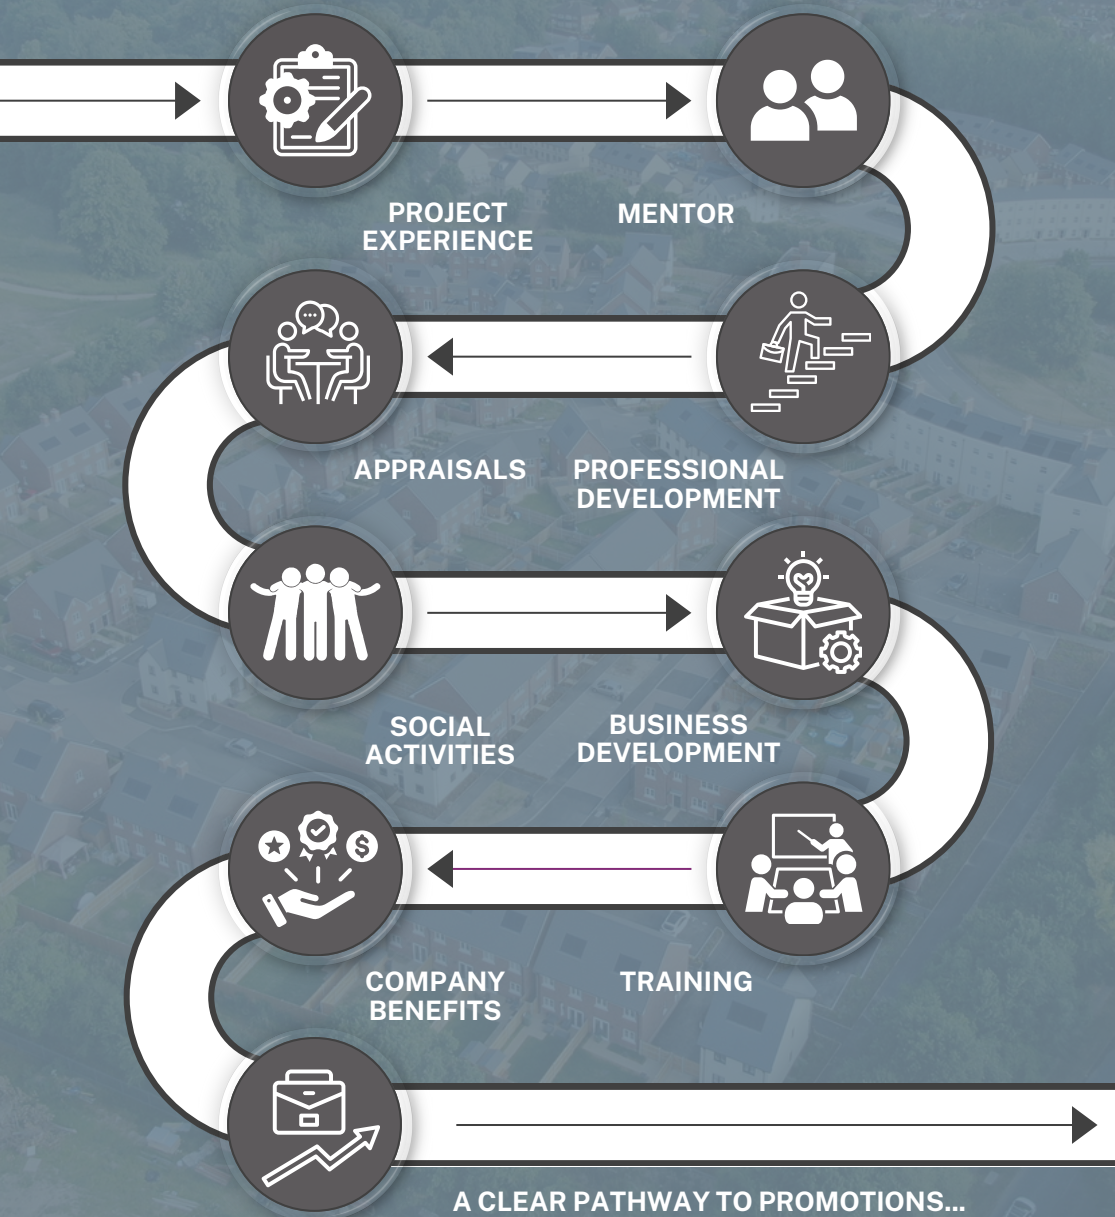 PROJECT
EXPERIENCE
MENTOR
APPRAISALS
PROFESSIONAL
DEVELOPMENT
SOCIAL
ACTIVITIES
BUSINESS
DEVELOPMENT
COMPANY
BENEFITS
TRAINING
A CLEAR PATHWAY TO PROMOTIONS...